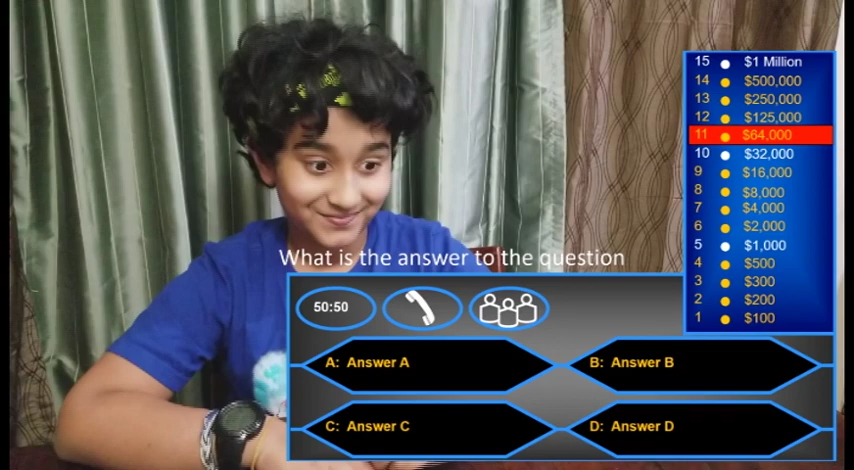 What is the answer to the question
50:50
A: Answer A
B: Answer B
C: Answer C
D: Answer D
15 $1 Million
14 $500,000
13 $250,000
12 $125,000
11 $64,000
10 $32,000
9 $16,000
8 $8,000
7 $4,000
6 $2,000
5 $1,000
4 $500
3 $300
2 $200
1 $100